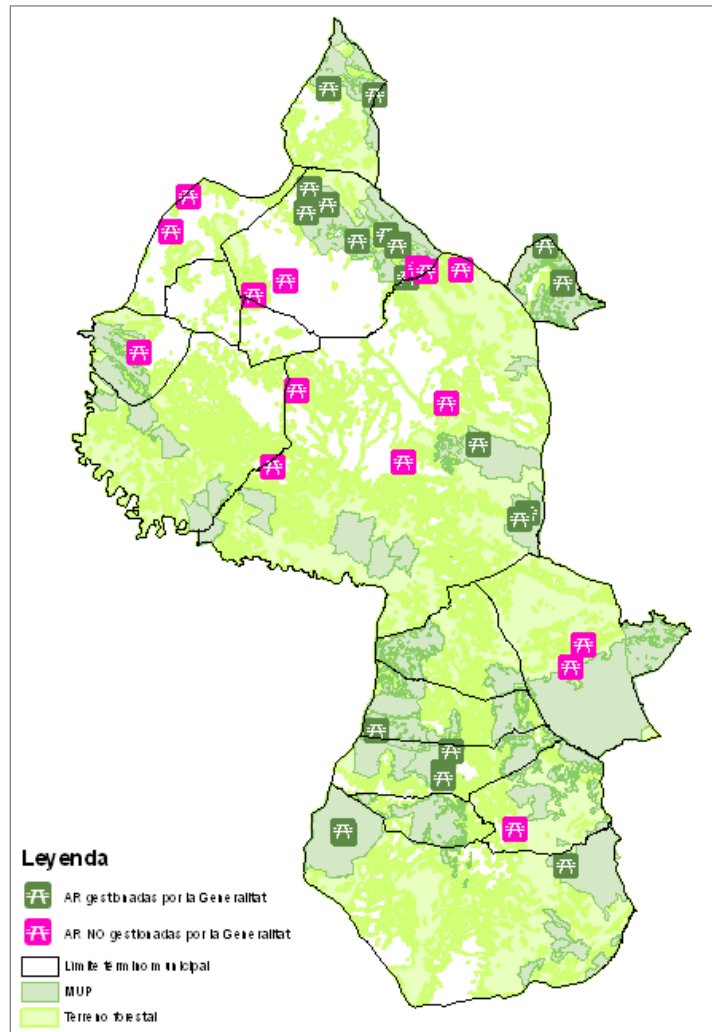 Leyenda
AR gestionadas por la Generalitat
AR NO gestionadas por la Generalitat
Límite término municipal
MUP
Terreno forestal